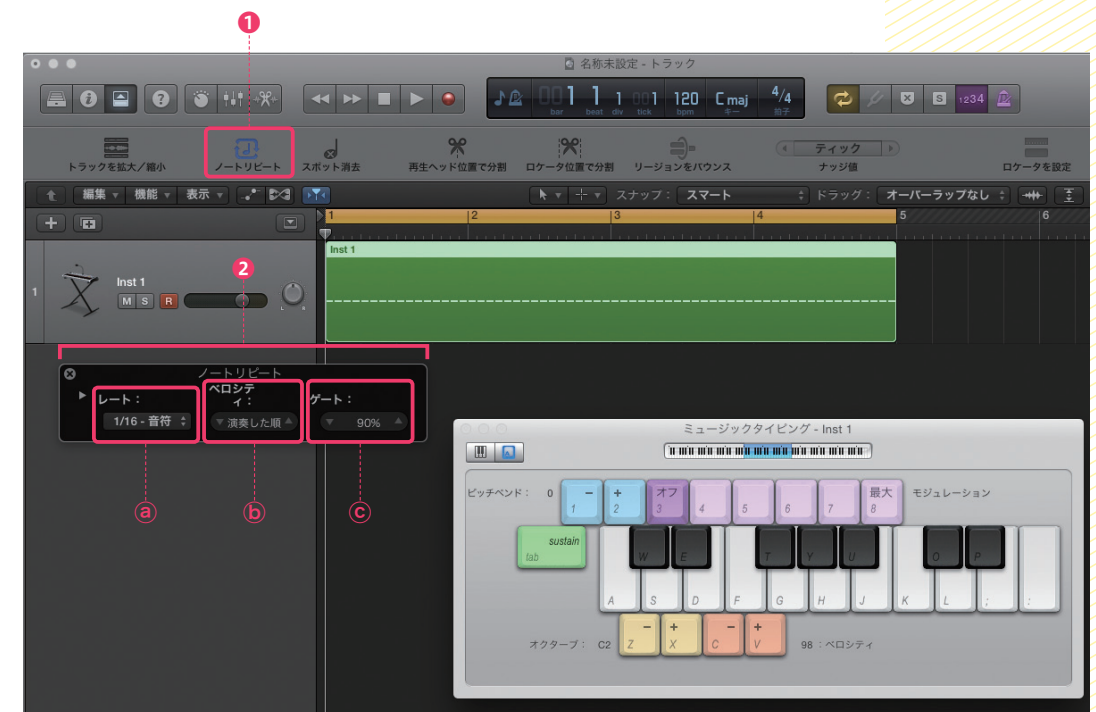 1
名称未設定 - トラック
001 1 1 001 120 C maj 4/4
bar beat div tick bpm キー 拍子
S 1234
トラックを拡大／縮小 ノートリピート スポット消去 再生ヘッド位置で分割 ロケータ位置で分割 リージョンをバウンス ティック ナッジ値 ロケータを設定
編集 機能 表示 スナップ： スマート ドラッグ： オーバーラップなし
1 2 3 4 5 6
Inst 1
2
1 Inst 1
M S R
ノートリピート
レート： ベロシティ： ゲート：
1/16 - 音符 演奏した順 90%
a b c
ミュージックタイピング - Inst 1
ピッチベンド： 0 − + オフ 最大 モジュレーション
1 2 3 4 5 6 7 8
sustain
tab W E T Y U O P
A S D F G H J K L ; :
オクターブ： C2 − + − + 98 ：ベロシティ
Z X C V